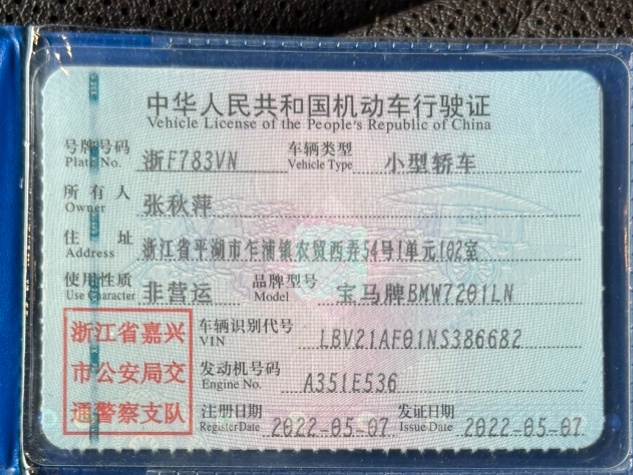 中华人民共和国机动车行驶证
Vehicle License of the People's Republic of China
号牌号码 浙F783VN 车辆类型 小型轿车
Plate No. Vehicle Type
所有人 张秋萍
Owner
住址 浙江省平湖市乍浦镇农贸西弄54号1单元102室
Address
使用性质 非营运 品牌型号 宝马牌BMW7201LN
Use Character Model
浙江省嘉兴
市公安局交
通警察支队
车辆识别代号 LBV21AF01NS386682
VIN
发动机号码 A351E536
Engine No.
注册日期 2022-05-07 发证日期 2022-05-07
Register Date Issue Date